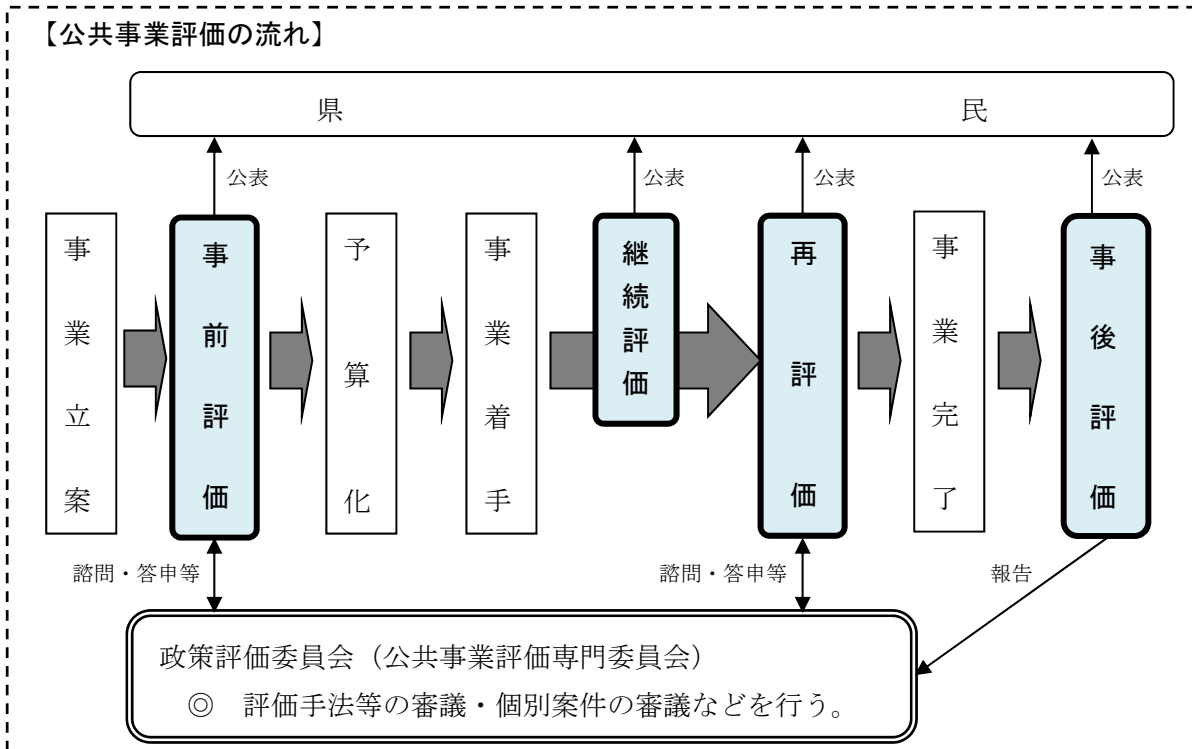 【公共事業評価の流れ】
県 民
公表 公表 公表 公表
事業立案
事前評価
予算化
事業着手
継続評価
再評価
事業完了
事後評価
諮問・答申等 諮問・答申等 報告
政策評価委員会（公共事業評価専門委員会）
◎ 評価手法等の審議・個別案件の審議などを行う。